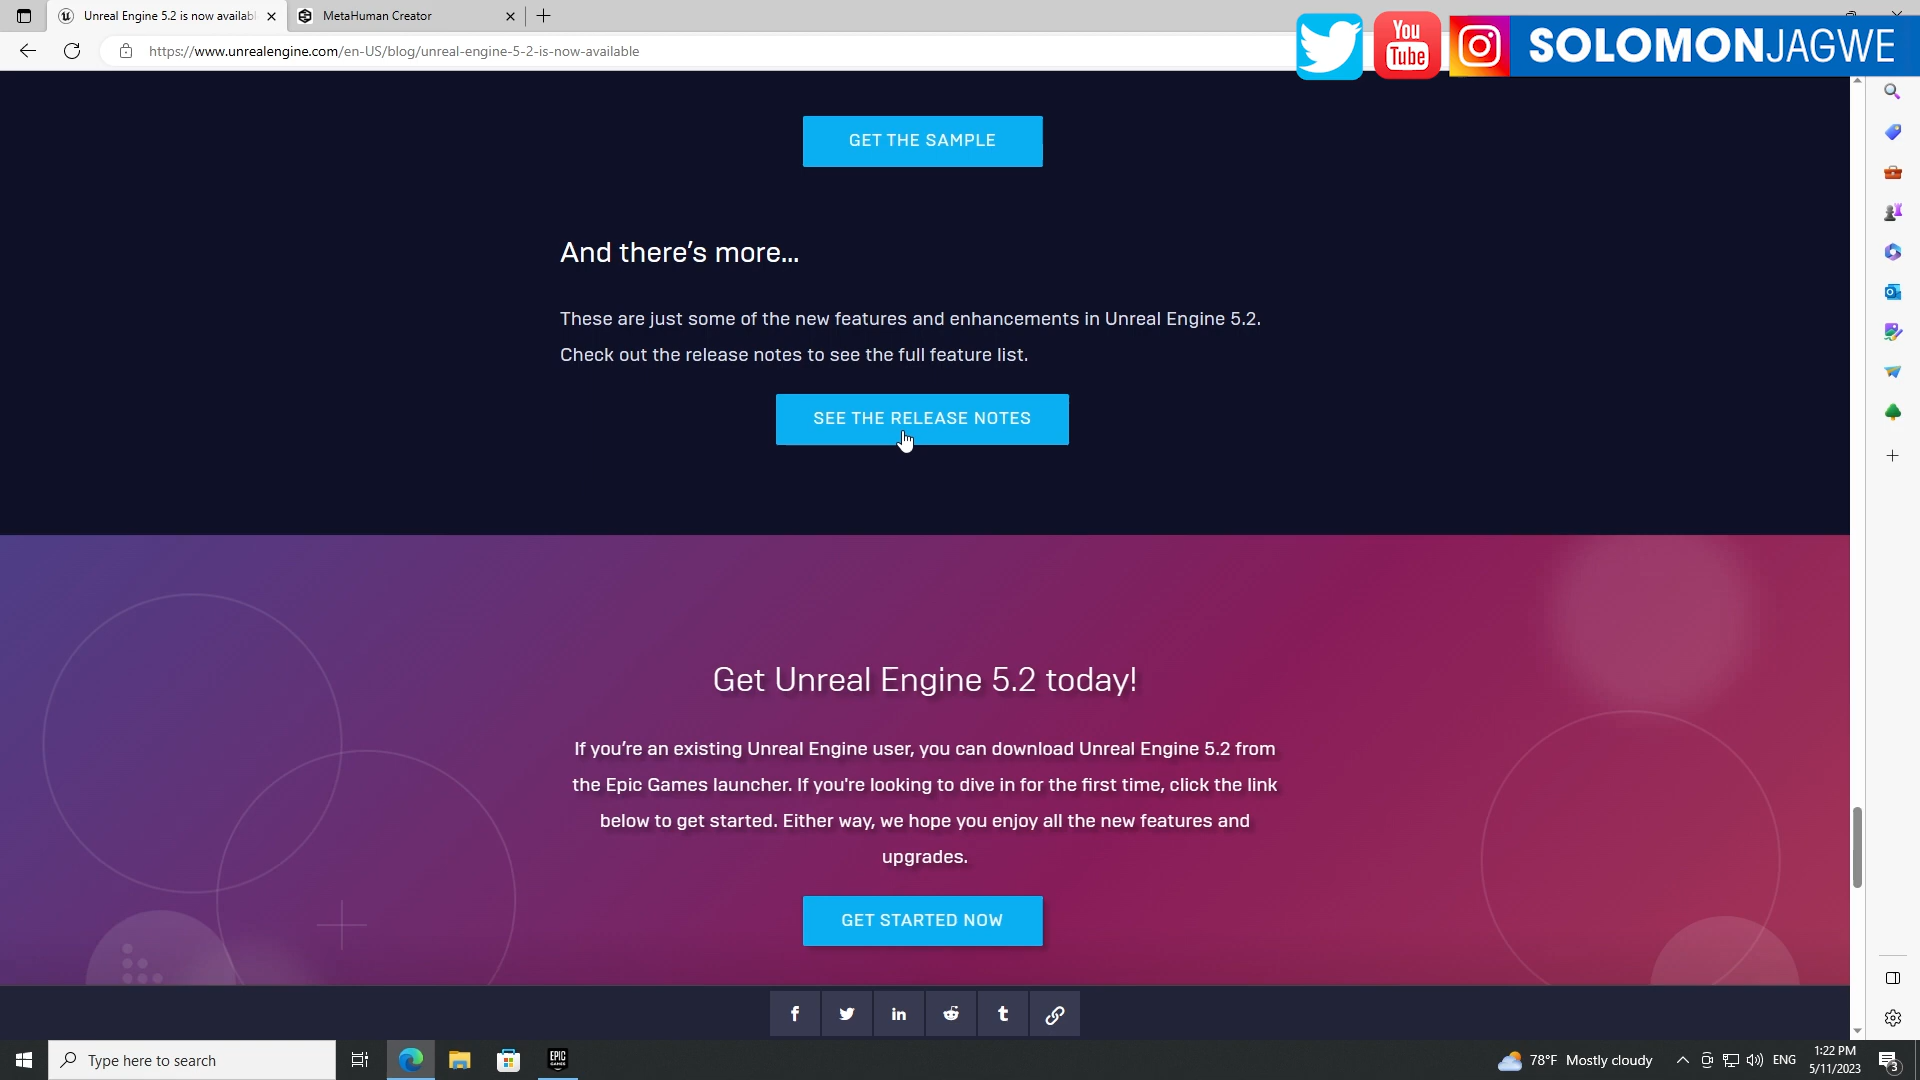 Unreal Engine 5.2 is now availab
MetaHuman Creator
https://www.unrealengine.com/en-US/blog/unreal-engine-5-2-is-now-available
You
Tube
SOLOMONJAGWE
GET THE SAMPLE
And there’s more…
These are just some of the new features and enhancements in Unreal Engine 5.2.
Check out the release notes to see the full feature list.
SEE THE RELEASE NOTES
Get Unreal Engine 5.2 today!
If you’re an existing Unreal Engine user, you can download Unreal Engine 5.2 from
the Epic Games launcher. If you're looking to dive in for the first time, click the link
below to get started. Either way, we hope you enjoy all the new features and
upgrades.
GET STARTED NOW
Type here to search
EPIC
GAMES
78°F Mostly cloudy
ENG
1:22 PM
5/11/2023
3